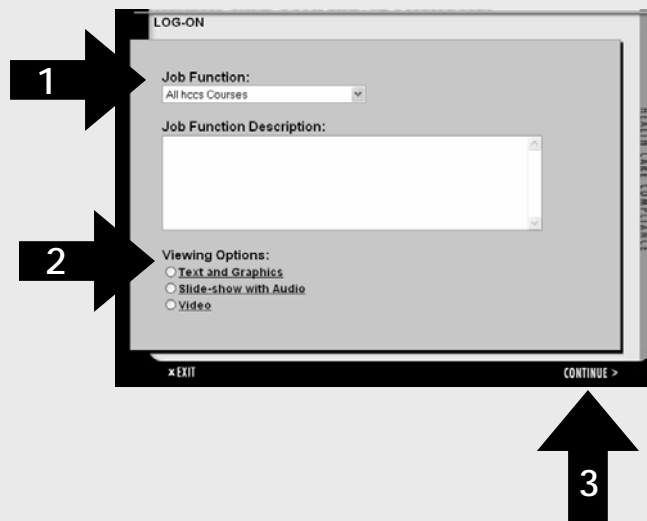 LOG-ON
1
Job Function:
All hccs Courses
Job Function Description:
2
Viewing Options:
Text and Graphics
Slide-show with Audio
Video
HEALTH CARE COMPLIANCE
x EXIT
CONTINUE >
3